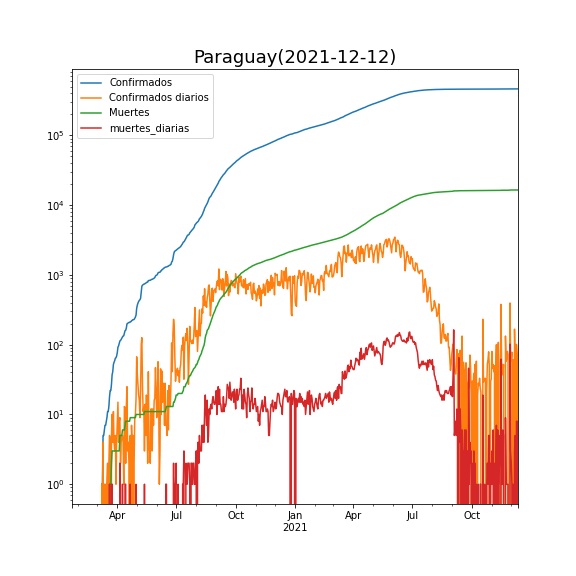 Paraguay(2021-12-12)
Confirmados
Confirmados diarios
Muertes
muertes_diarias
10^5
10^4
10^3
10^2
10^1
10^0
Apr Jul Oct Jan Apr Jul Oct
2021